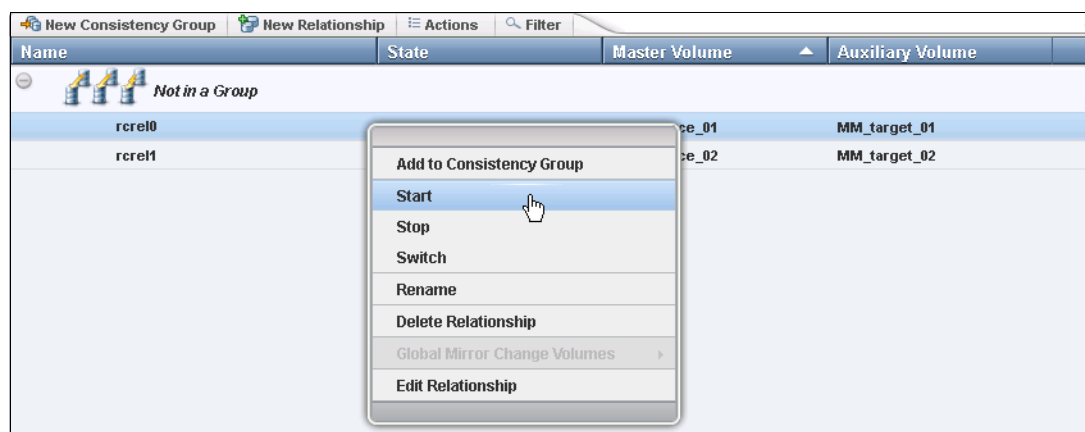 New Consistency Group New Relationship Actions Filter
Name State Master Volume Auxiliary Volume
Not in a Group
rcrel0 ce_01 MM_target_01
rcrel1 ce_02 MM_target_02
Add to Consistency Group
Start
Stop
Switch
Rename
Delete Relationship
Global Mirror Change Volumes
Edit Relationship